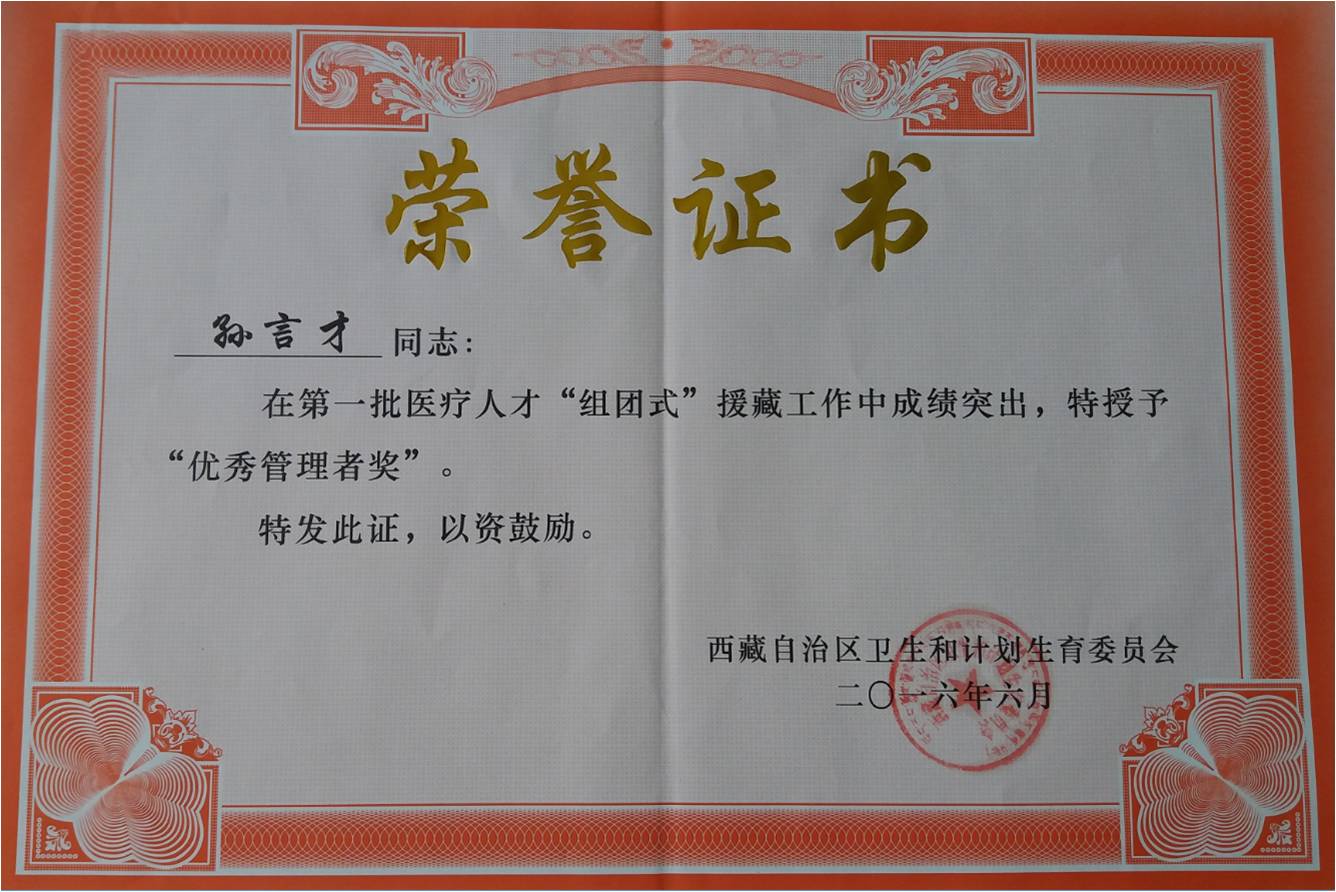 荣誉证书
孙言才 同志:
在第一批医疗人才“组团式”援藏工作中成绩突出，特授予
“优秀管理者奖”。
特发此证，以资鼓励。
西藏自治区卫生和计划生育委员会
二〇一六年六月